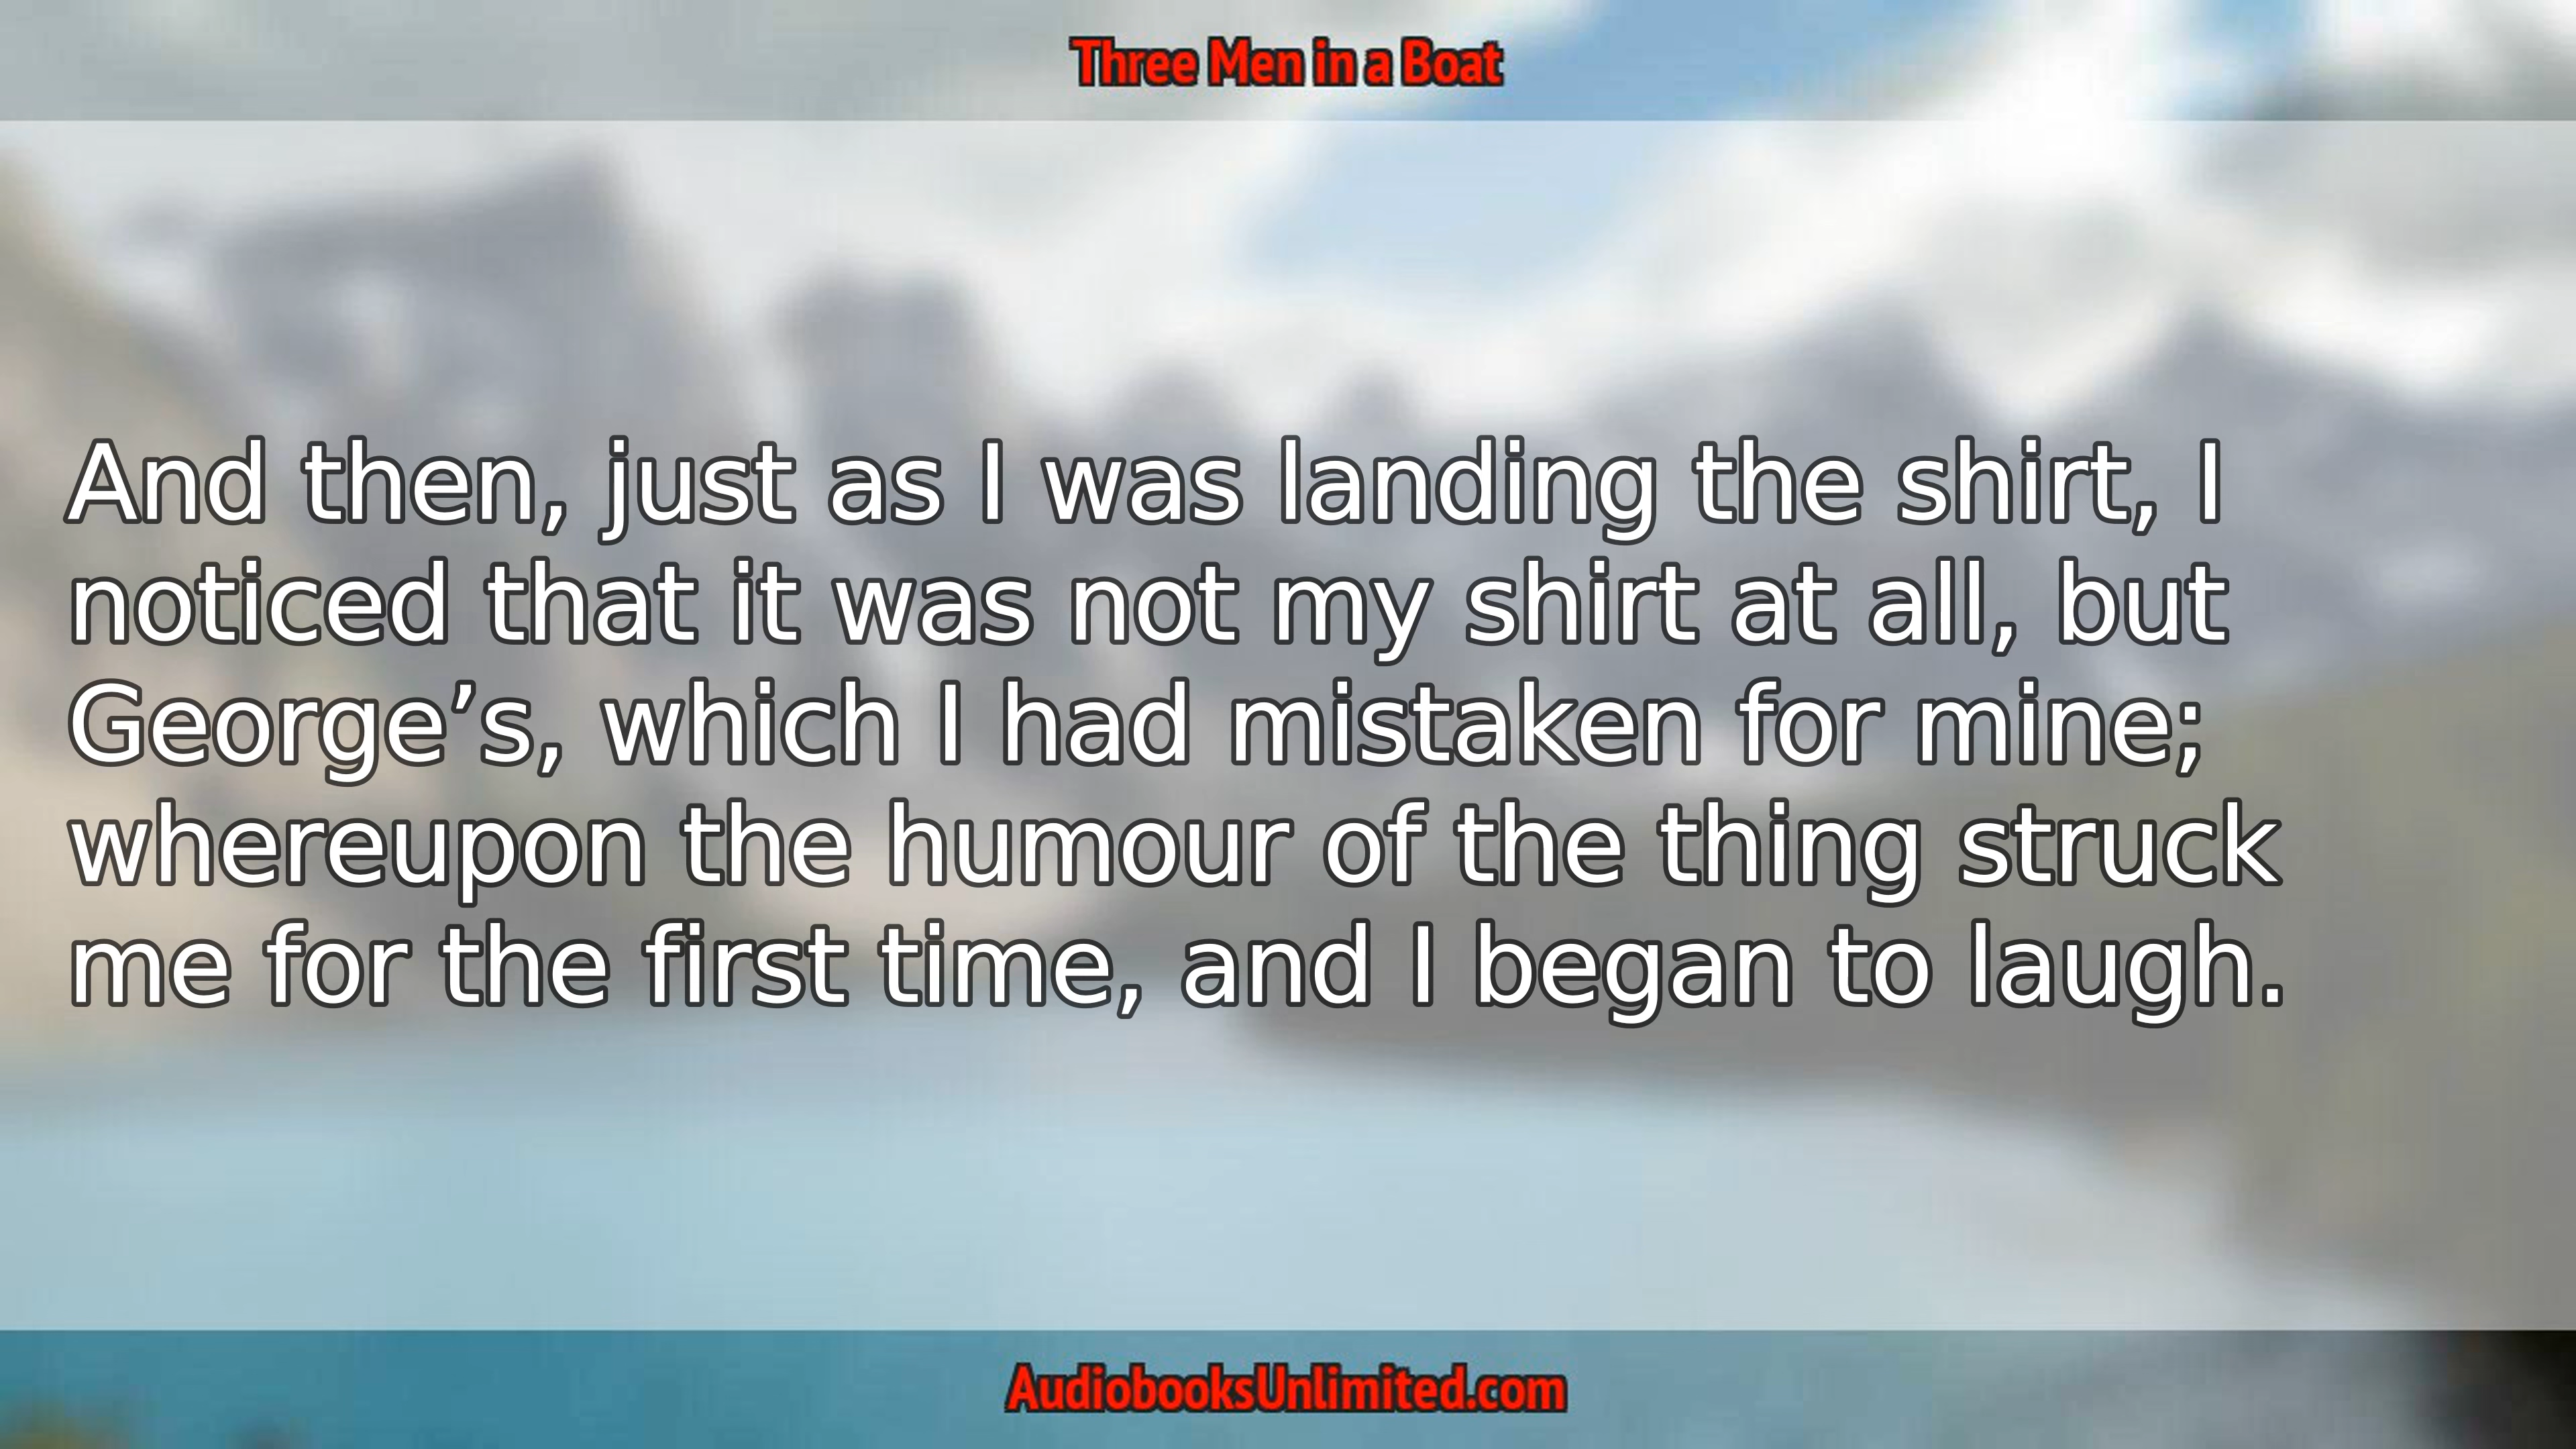 Three Men in a Boat
And then, just as I was landing the shirt, I
noticed that it was not my shirt at all, but
George’s, which I had mistaken for mine;
whereupon the humour of the thing struck
me for the first time, and I began to laugh.
AudiobooksUnlimited.com